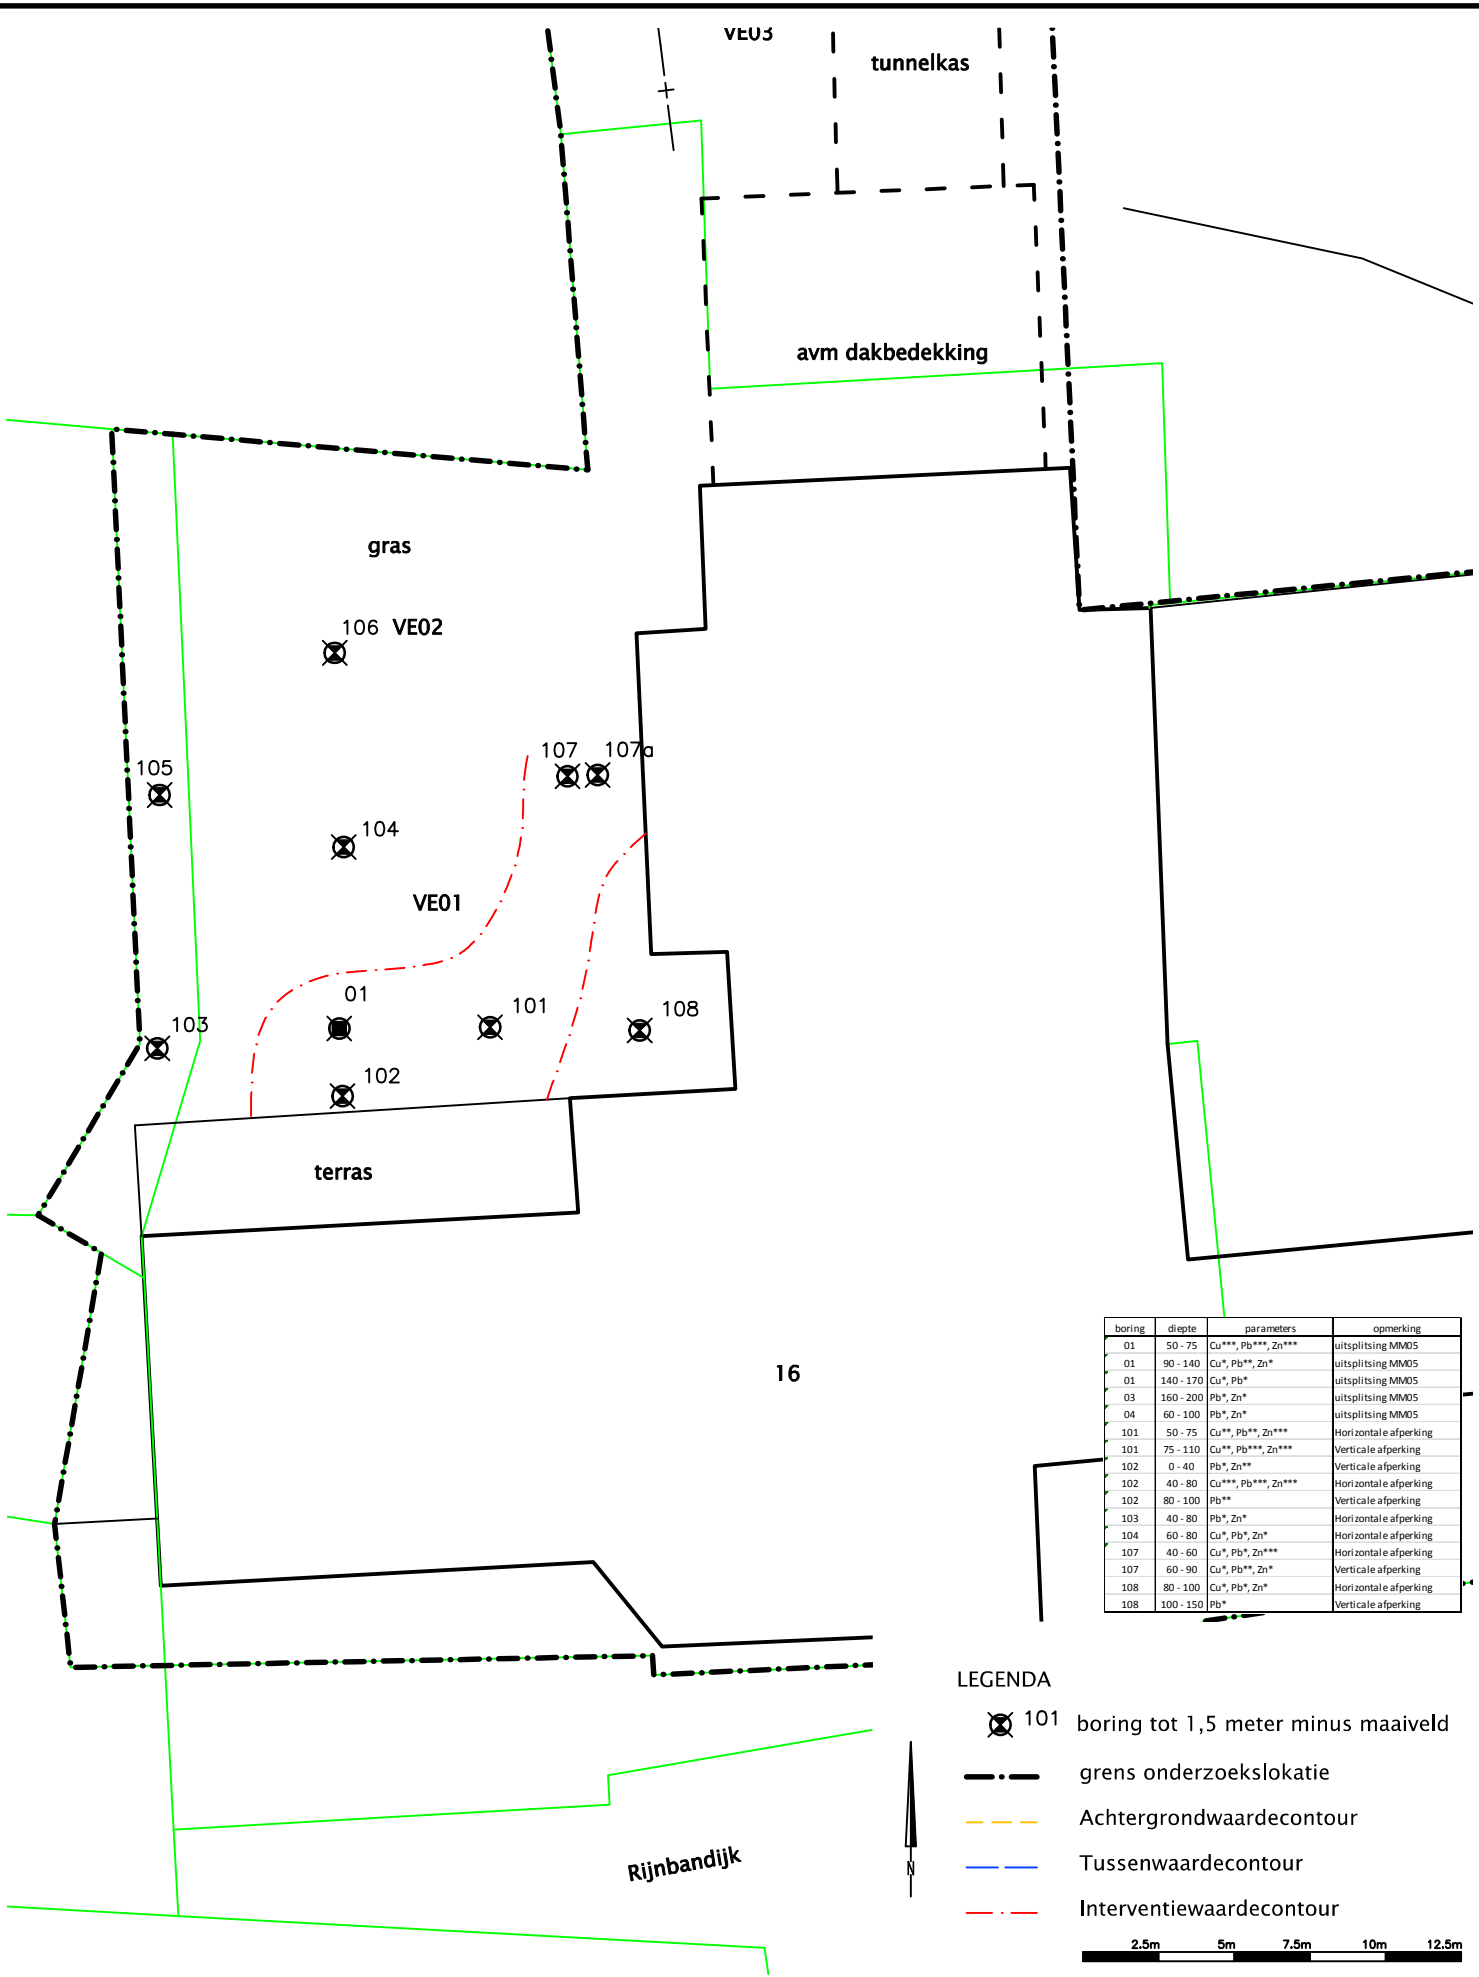 VE03
tunnelkas
avm dakbedekking
gras
106 VE02
107 107a
105
104
VE01
01
101
108
103
102
terras
16
boring diepte parameters opmerking
01 50 - 75 Cu***, Pb***, Zn*** uitsplitsing MM05
01 90 - 140 Cu*, Pb**, Zn* uitsplitsing MM05
01 140 - 170 Cu*, Pb* uitsplitsing MM05
03 160 - 200 Pb*, Zn* uitsplitsing MM05
04 60 - 100 Pb*, Zn* uitsplitsing MM05
101 50 - 75 Cu**, Pb**, Zn*** Horizontale afperking
101 75 - 110 Cu**, Pb***, Zn*** Verticale afperking
102 0 - 40 Pb*, Zn** Verticale afperking
102 40 - 80 Cu***, Pb***, Zn*** Horizontale afperking
102 80 - 100 Pb** Verticale afperking
103 40 - 80 Pb*, Zn* Horizontale afperking
104 60 - 80 Cu*, Pb*, Zn* Horizontale afperking
107 40 - 60 Cu*, Pb*, Zn*** Horizontale afperking
107 60 - 90 Cu*, Pb**, Zn* Verticale afperking
108 80 - 100 Cu*, Pb*, Zn* Horizontale afperking
108 100 - 150 Pb* Verticale afperking
LEGENDA
101 boring tot 1,5 meter minus maaiveld
grens onderzoekslokatie
Achtergrondwaardecontour
Tussenwaardecontour
Interventiewaardecontour
Rijnbandijk
N
2.5m 5m 7.5m 10m 12.5m